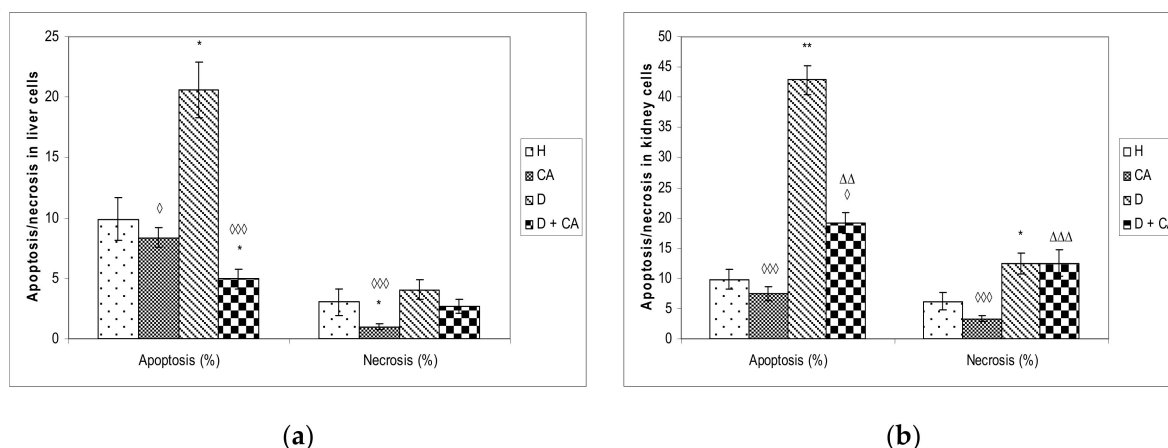 Apoptosis/necrosis in liver cells
25
20
15
10
5
0
*
◊
◊◊◊
*
◊◊◊
*
Apoptosis (%)
Necrosis (%)
H
CA
D
D + CA
(a)
Apoptosis/necrosis in kidney cells
50
45
40
35
30
25
20
15
10
5
0
**
ΔΔ
◊
◊◊◊
*
ΔΔΔ
◊◊◊
Apoptosis (%)
Necrosis (%)
H
CA
D
D + CA
(b)